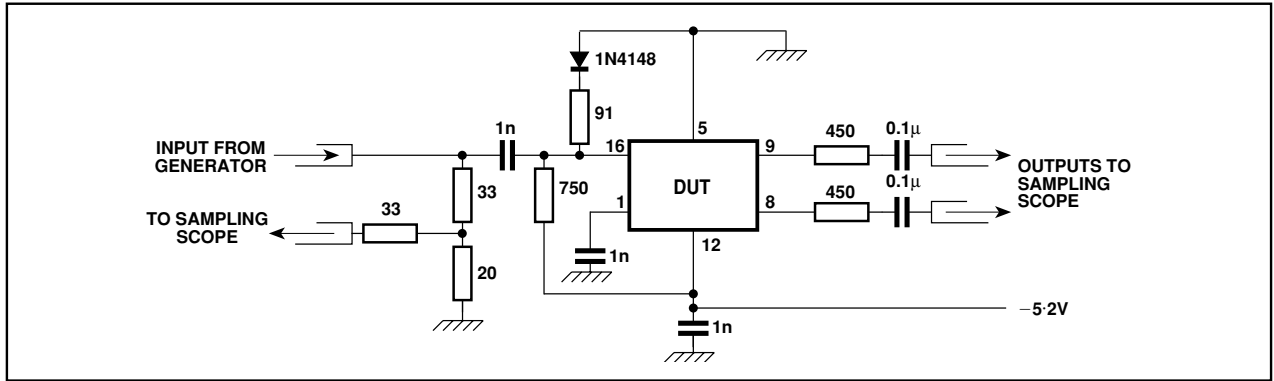 1N4148
91
INPUT FROM
GENERATOR
1n
16
5
9
450
0.1μ
33
750
DUT
OUTPUTS TO
SAMPLING
SCOPE
TO SAMPLING
SCOPE
33
1
8
450
0.1μ
20
1n
12
−5·2V
1n